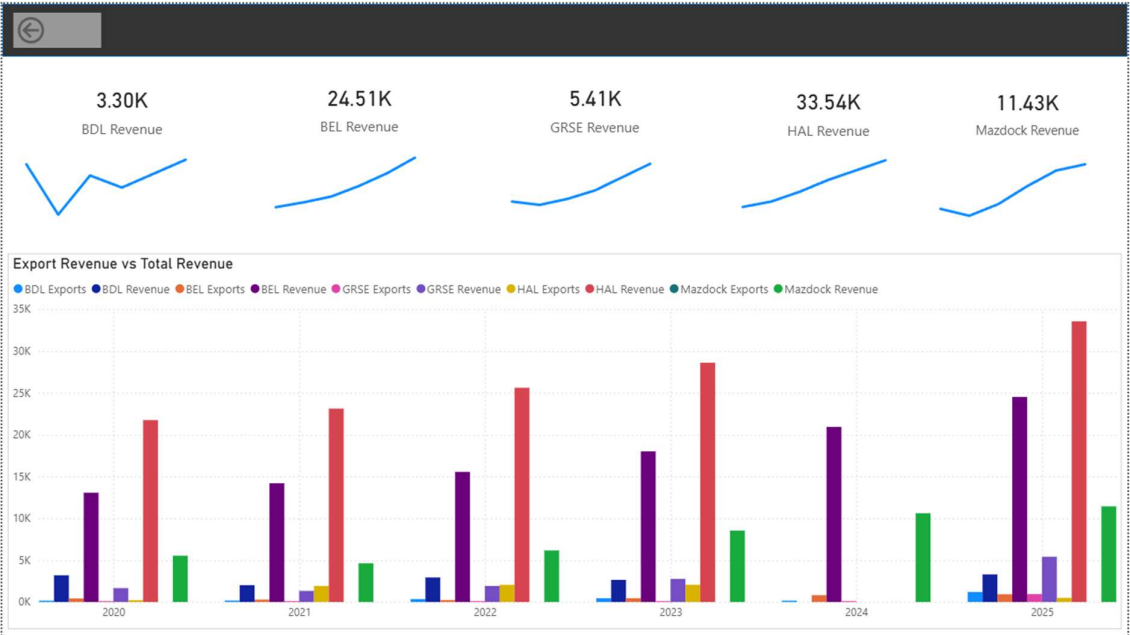 3.30K
BDL Revenue
24.51K
BEL Revenue
5.41K
GRSE Revenue
33.54K
HAL Revenue
11.43K
Mazdock Revenue
Export Revenue vs Total Revenue
BDL Exports BDL Revenue BEL Exports BEL Revenue GRSE Exports GRSE Revenue HAL Exports HAL Revenue Mazdock Exports Mazdock Revenue
35K
30K
25K
20K
15K
10K
5K
0K
2020 2021 2022 2023 2024 2025